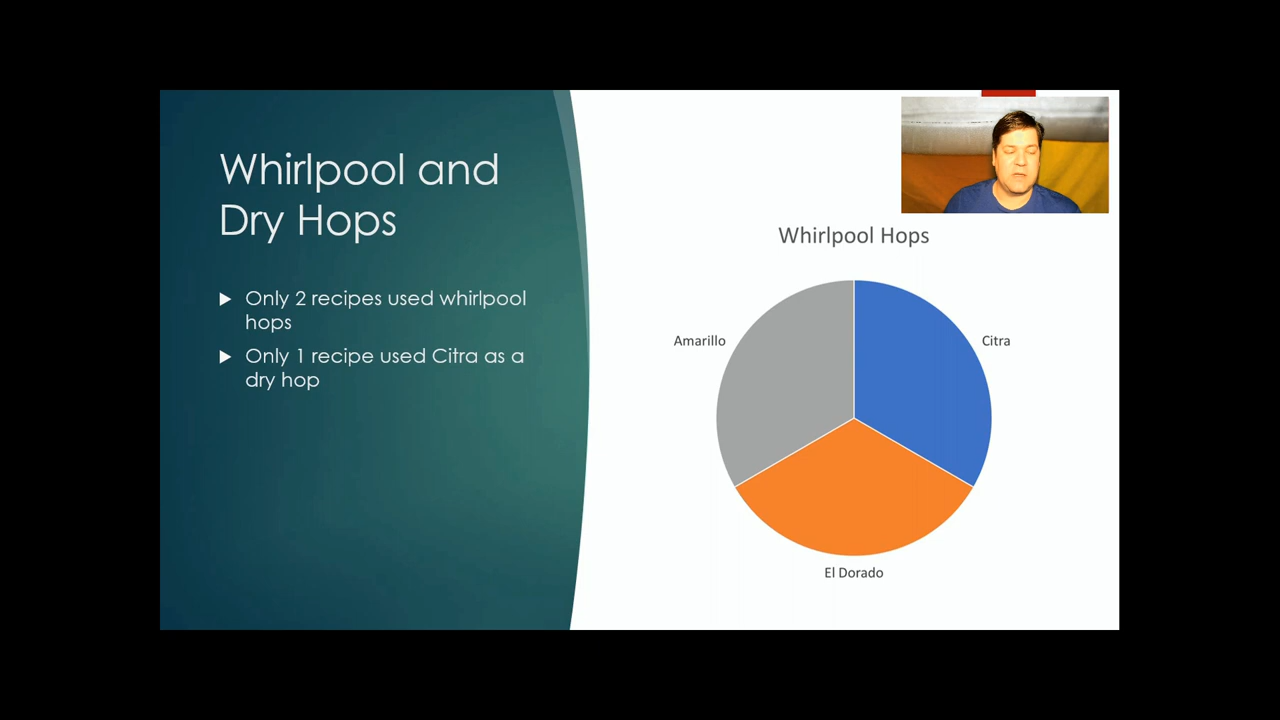 Whirlpool and
Dry Hops
Only 2 recipes used whirlpool
hops
Only 1 recipe used Citra as a
dry hop
Whirlpool Hops
Amarillo
Citra
El Dorado